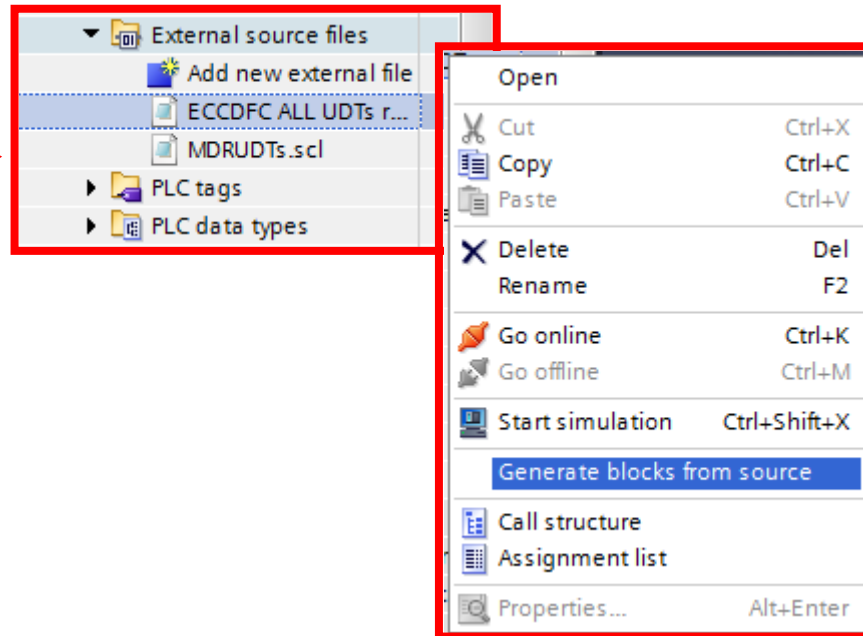 External source files
Add new external file
ECCDFC ALL UDTs r...
MDRUDTs.scl
PLC tags
PLC data types
Open
Cut Ctrl+X
Copy Ctrl+C
Paste Ctrl+V
Delete Del
Rename F2
Go online Ctrl+K
Go offline Ctrl+M
Start simulation Ctrl+Shift+X
Generate blocks from source
Call structure
Assignment list
Properties... Alt+Enter